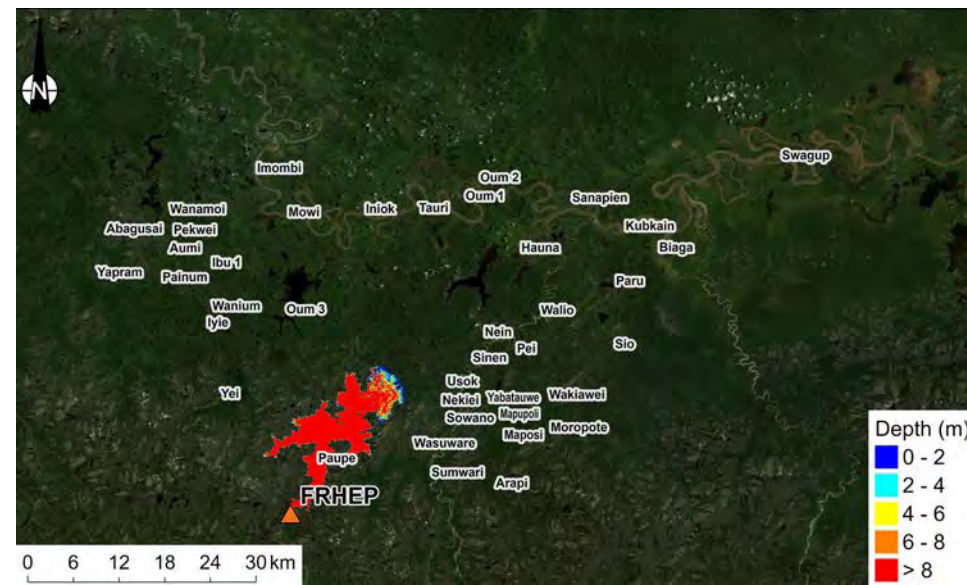 N
Swagup
Imombi
Oum 2
Oum 1
Sanapien
Wanamoi
Mowi
Iniok
Tauri
Abagusai
Pekwei
Kubkain
Aumi
Hauna
Biaga
Ibu 1
Yapram
Painum
Paru
Wanium
Oum 3
Walio
Iyie
Nein
Sio
Pei
Sinen
Usok
Yei
Nekiei
Yabatauwe
Wakiawei
Sowano
Mapupoli
Moropote
Maposi
Wasuware
Paupe
Sumwari
Arapi
FRHEP
Depth (m)
0 - 2
2 - 4
4 - 6
6 - 8
> 8
0 6 12 18 24 30 km